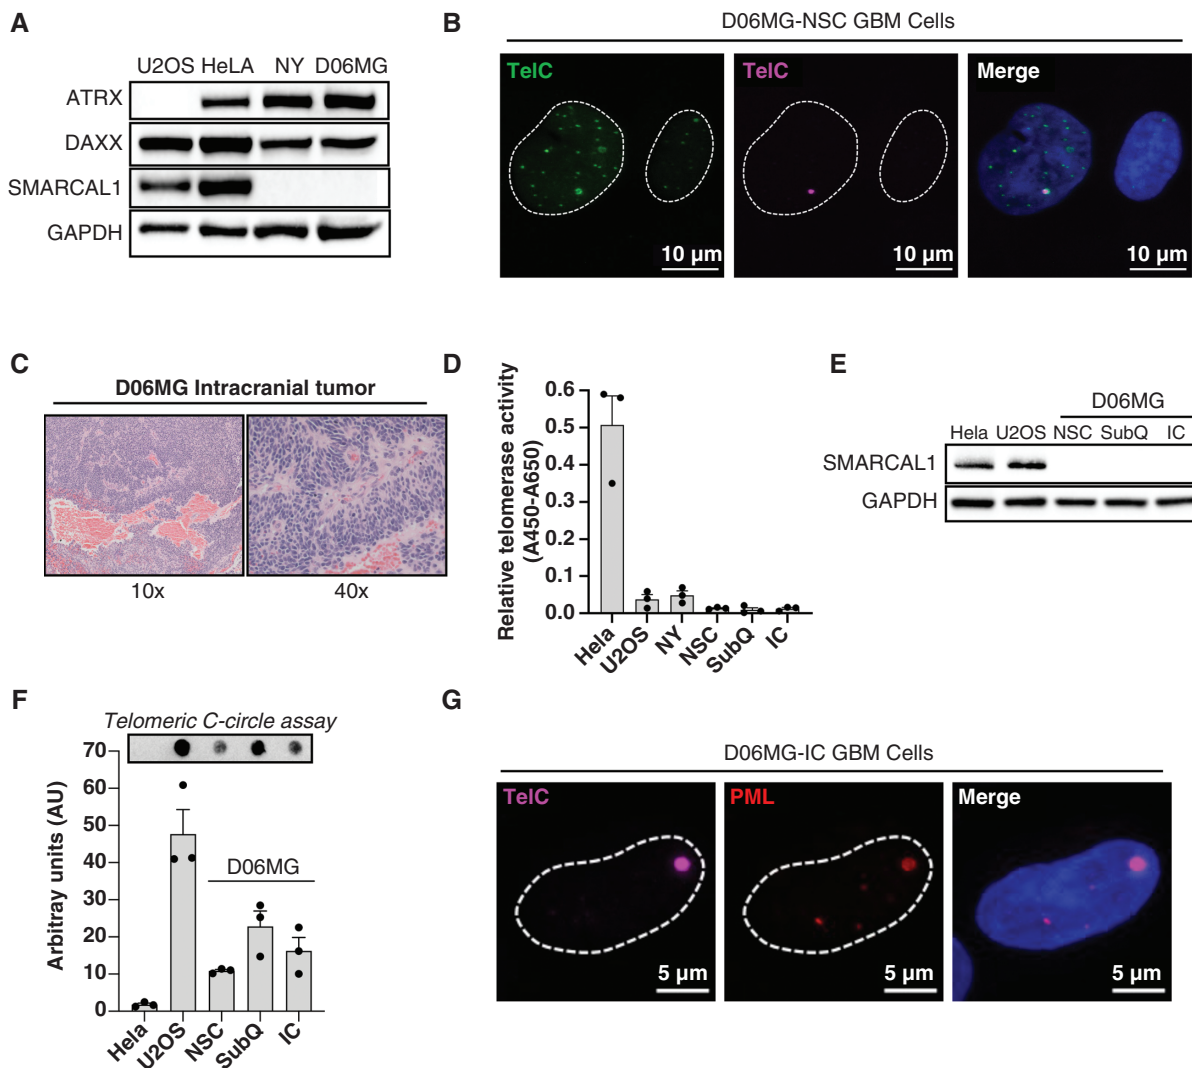 A
U2OS HeLA NY D06MG
ATRX
DAXX
SMARCAL1
GAPDH
B
D06MG-NSC GBM Cells
TelC
TelC
Merge
10 µm
10 µm
10 µm
C
D06MG Intracranial tumor
10x
40x
D
Relative telomerase activity
(A450-A650)
0.6
0.5
0.4
0.3
0.2
0.1
0.0
Hela
U2OS
NY
NSC
SubQ
IC
E
D06MG
Hela U2OS NSC SubQ IC
SMARCAL1
GAPDH
F
Telomeric C-circle assay
Arbitray units (AU)
70
60
50
40
30
20
10
0
D06MG
Hela
U2OS
NSC
SubQ
IC
G
D06MG-IC GBM Cells
TelC
PML
Merge
5 µm
5 µm
5 µm